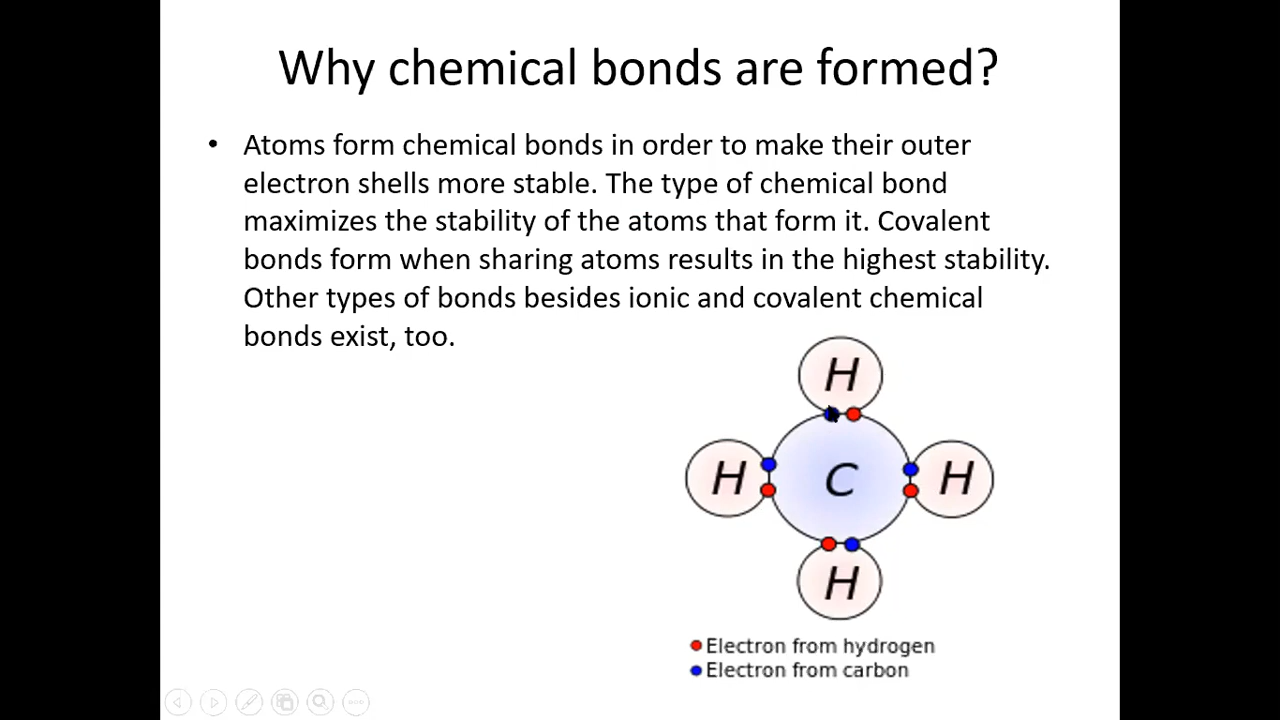 Why chemical bonds are formed?
• Atoms form chemical bonds in order to make their outer
electron shells more stable. The type of chemical bond
maximizes the stability of the atoms that form it. Covalent
bonds form when sharing atoms results in the highest stability.
Other types of bonds besides ionic and covalent chemical
bonds exist, too.
H
H C H
H
Electron from hydrogen
Electron from carbon